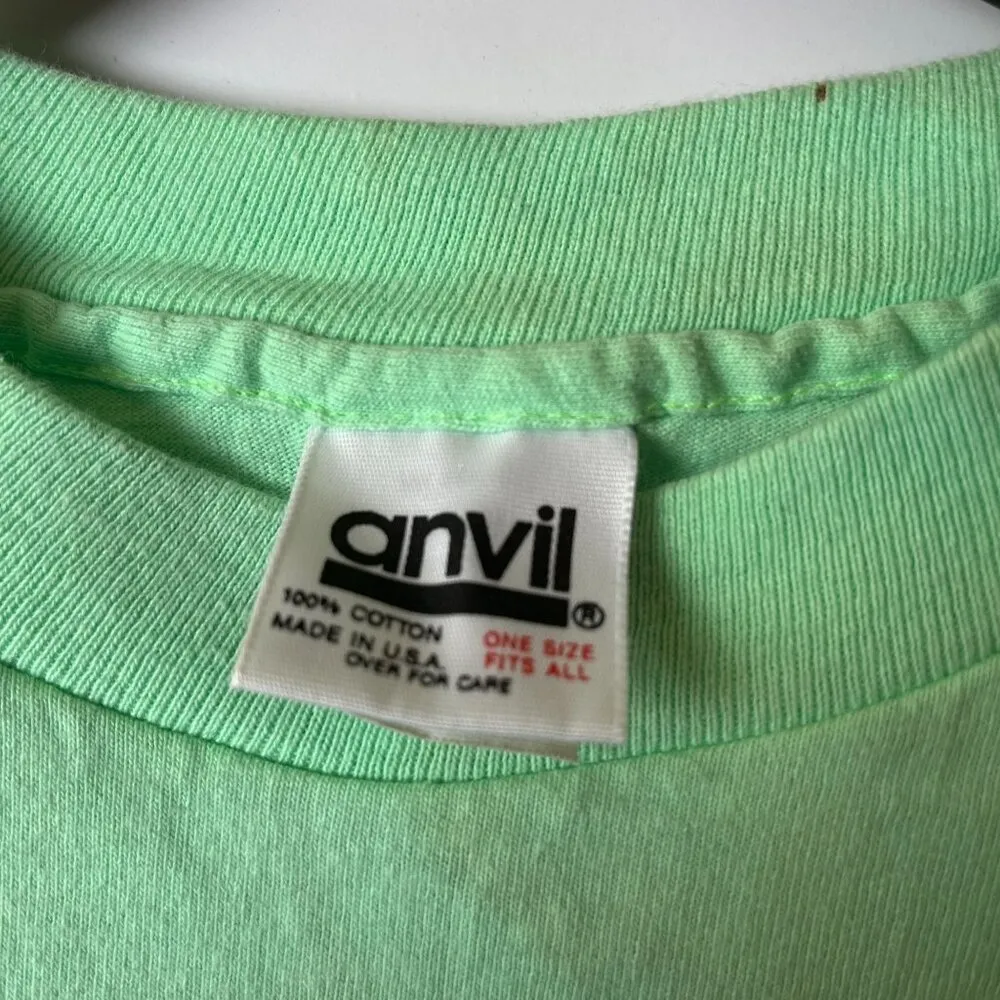 anvil®
100% COTTON
MADE IN U.S.A.
ONE SIZE
FITS ALL
OVER FOR CARE